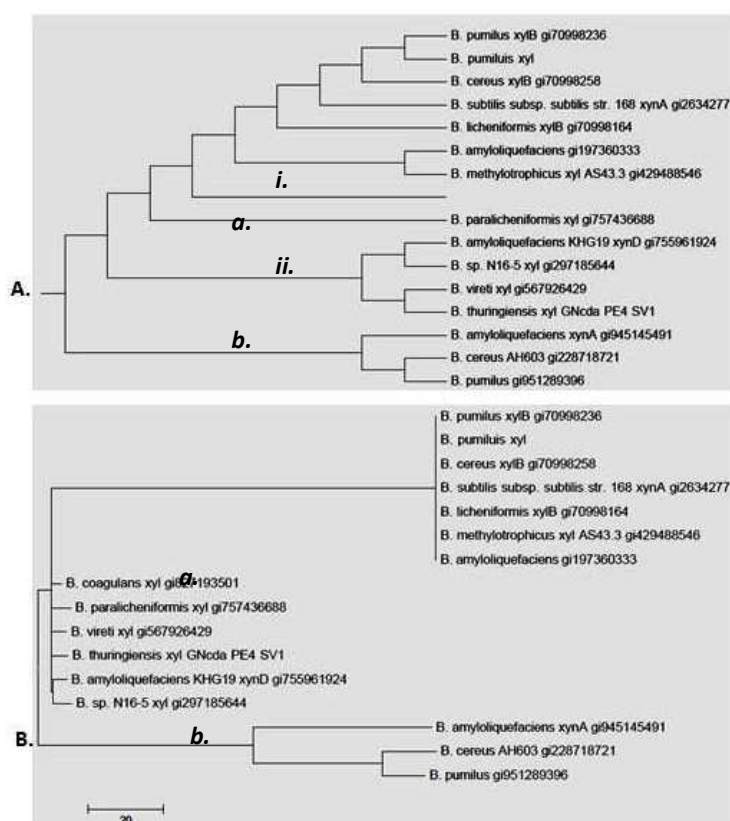 B. pumilus xylB gi70998236
B. pumiluis xyl
B. cereus xylB gi70998258
B. subtilis subsp. subtilis str. 168 xynA gi2634277
B. licheniformis xylB gi70998164
B. amyloliquefaciens gi197360333
B. methylotrophicus xyl AS43.3 gi429488546
i.
a.
B. paralicheniformis xyl gi757436688
B. amyloliquefaciens KHG19 xynD gi755961924
ii.
B. sp. N16-5 xyl gi297185644
A.
B. vireti xyl gi567926429
B. thuringiensis xyl GNcda PE4 SV1
b.
B. amyloliquefaciens xynA gi945145491
B. cereus AH603 gi228718721
B. pumilus gi951289396
B. pumilus xylB gi70998236
B. pumiluis xyl
B. cereus xylB gi70998258
B. subtilis subsp. subtilis str. 168 xynA gi2634277
B. licheniformis xylB gi70998164
B. methylotrophicus xyl AS43.3 gi429488546
B. amyloliquefaciens gi197360333
a.
B. coagulans xyl
B. paralicheniformis xyl gi757436688
B. vireti xyl gi567926429
B. thuringiensis xyl GNcda PE4 SV1
B. amyloliquefaciens KHG19 xynD gi755961924
B. sp. N16-5 xyl gi297185644
B.
b.
B. amyloliquefaciens xynA gi945145491
B. cereus AH603 gi228718721
B. pumilus gi951289396
20